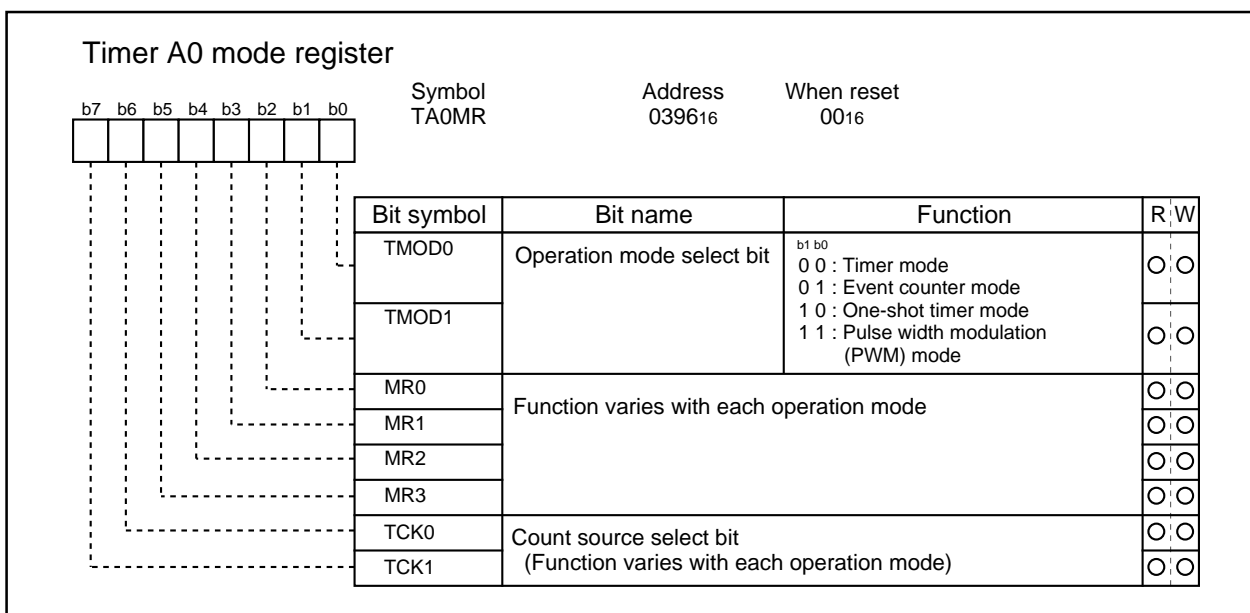 Timer A0 mode register
Symbol Address When reset
TA0MR 039616 0016
b7 b6 b5 b4 b3 b2 b1 b0
Bit symbol Bit name Function R W
TMOD0 Operation mode select bit b1 b0
0 0 : Timer mode
0 1 : Event counter mode
TMOD1 1 0 : One-shot timer mode
1 1 : Pulse width modulation
(PWM) mode
MR0 Function varies with each operation mode
MR1
MR2
MR3
TCK0 Count source select bit
TCK1 (Function varies with each operation mode)